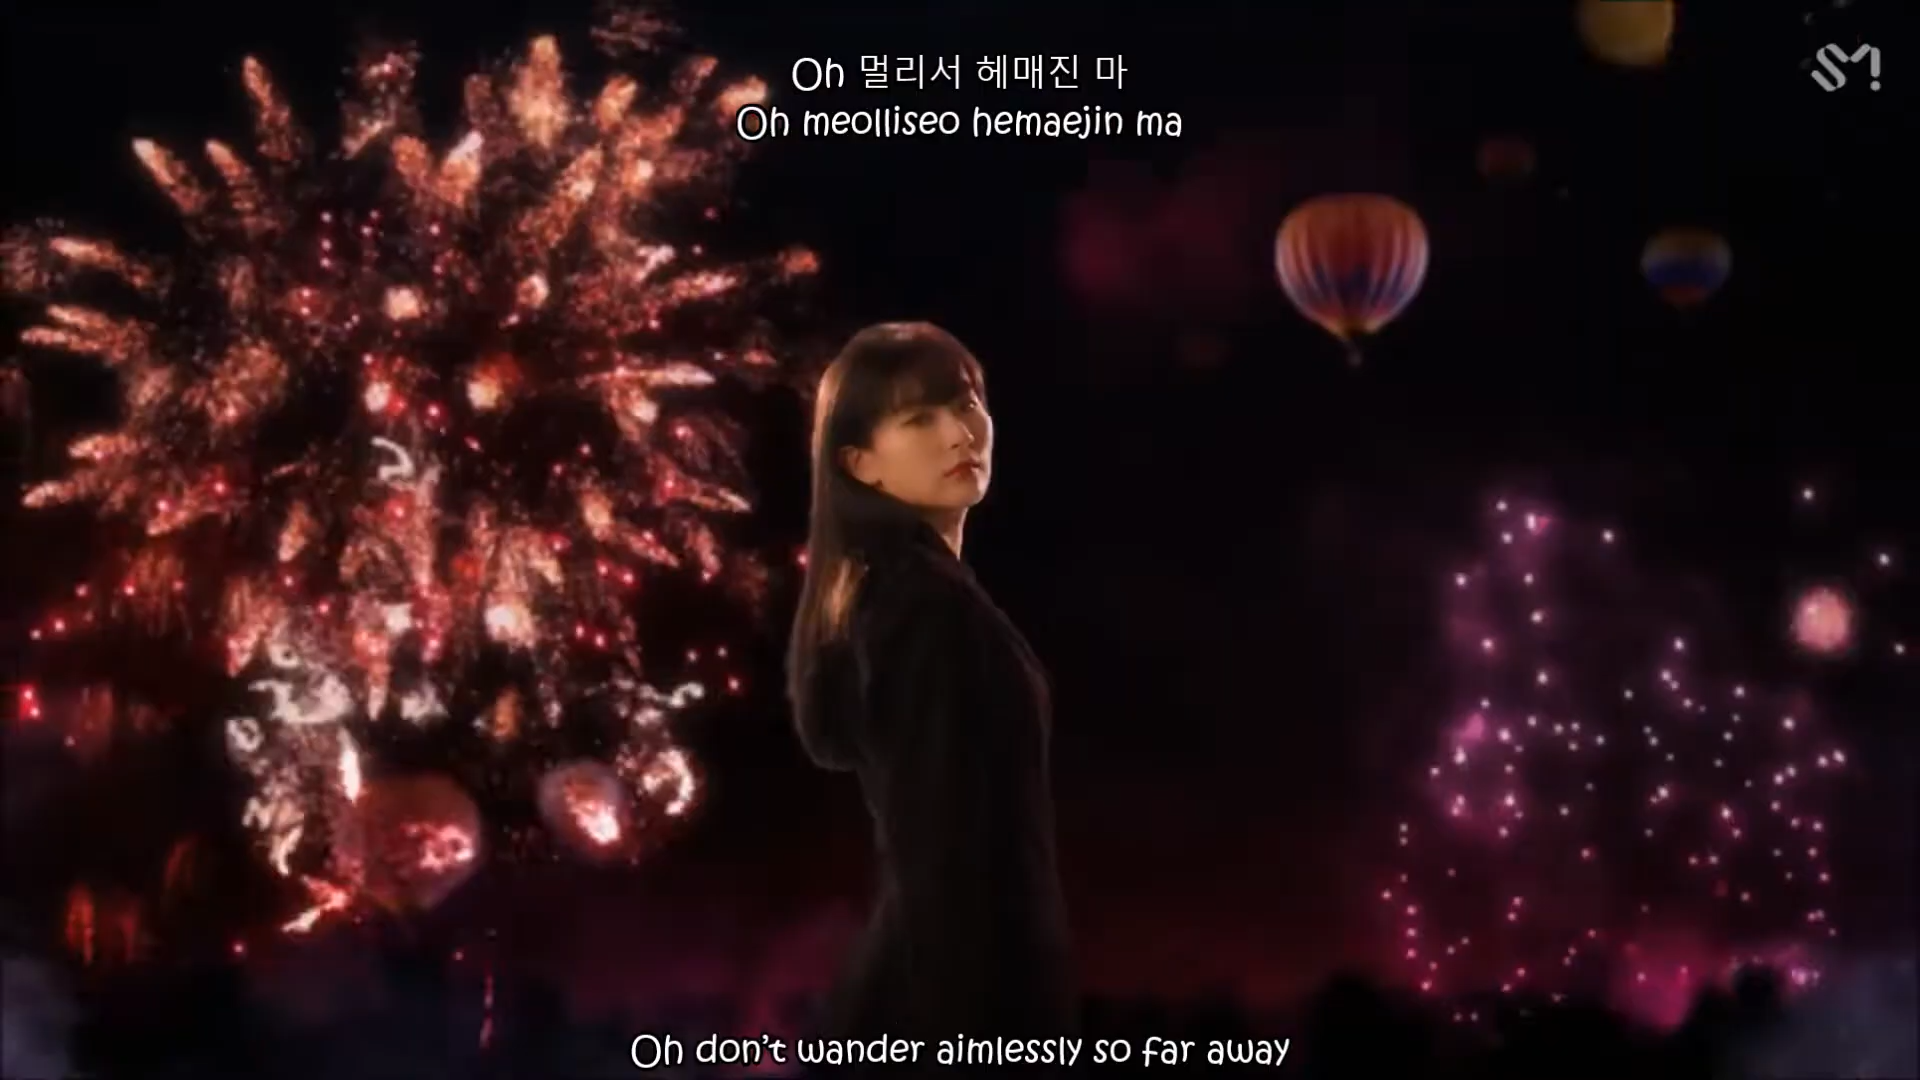 Oh 멀리서 헤매진 마
Oh meolliseo hemaejin ma
SM!
Oh don't wander aimlessly so far away